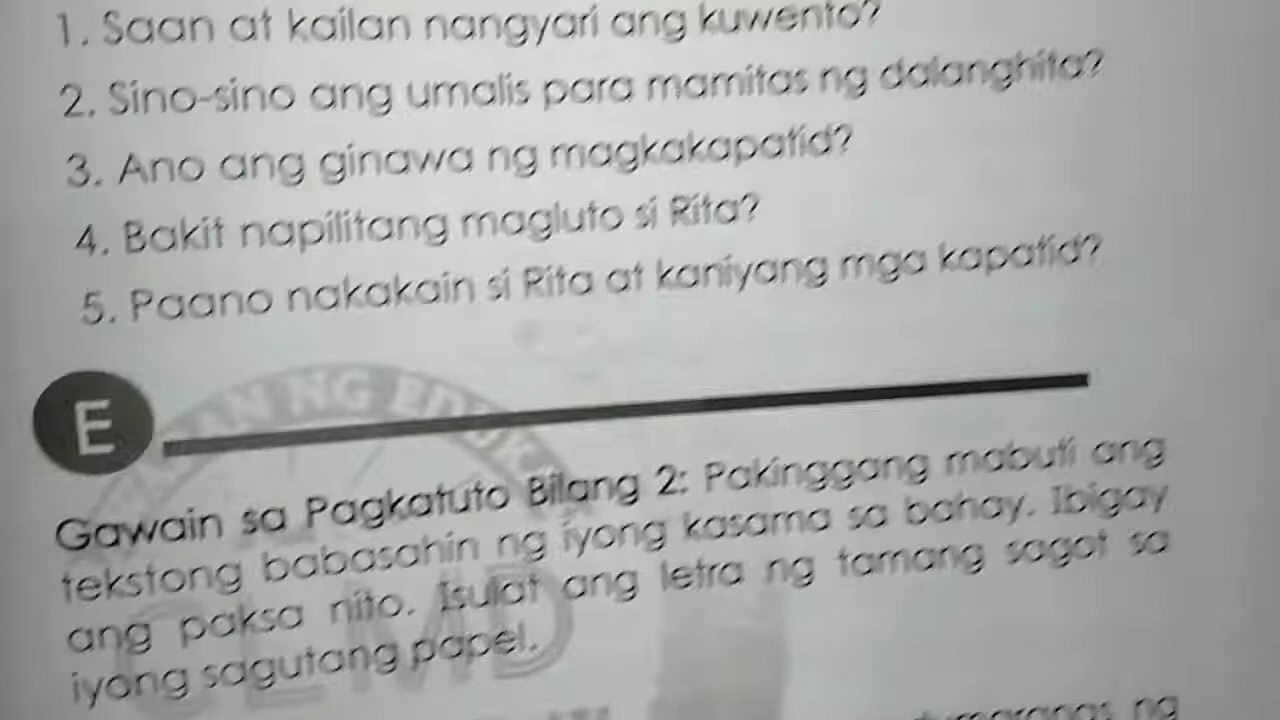 1. Saan at kailan nangyari ang kuwento?
2. Sino-sino ang umalis para mamitas ng dalanghita?
3. Ano ang ginawa ng magkakapatid?
4. Bakit napilitang magluto si Rita?
5. Paano nakakain si Rita at kaniyang mga kapatid?
E
Gawain sa Pagkatuto Bilang 2: Pakinggang mabuti ang
tekstong babasahin ng iyong kasama sa bahay. Ibigay
ang paksa nito. Isulat ang letra ng tamang sagot sa
iyong sagutang papel.
ng